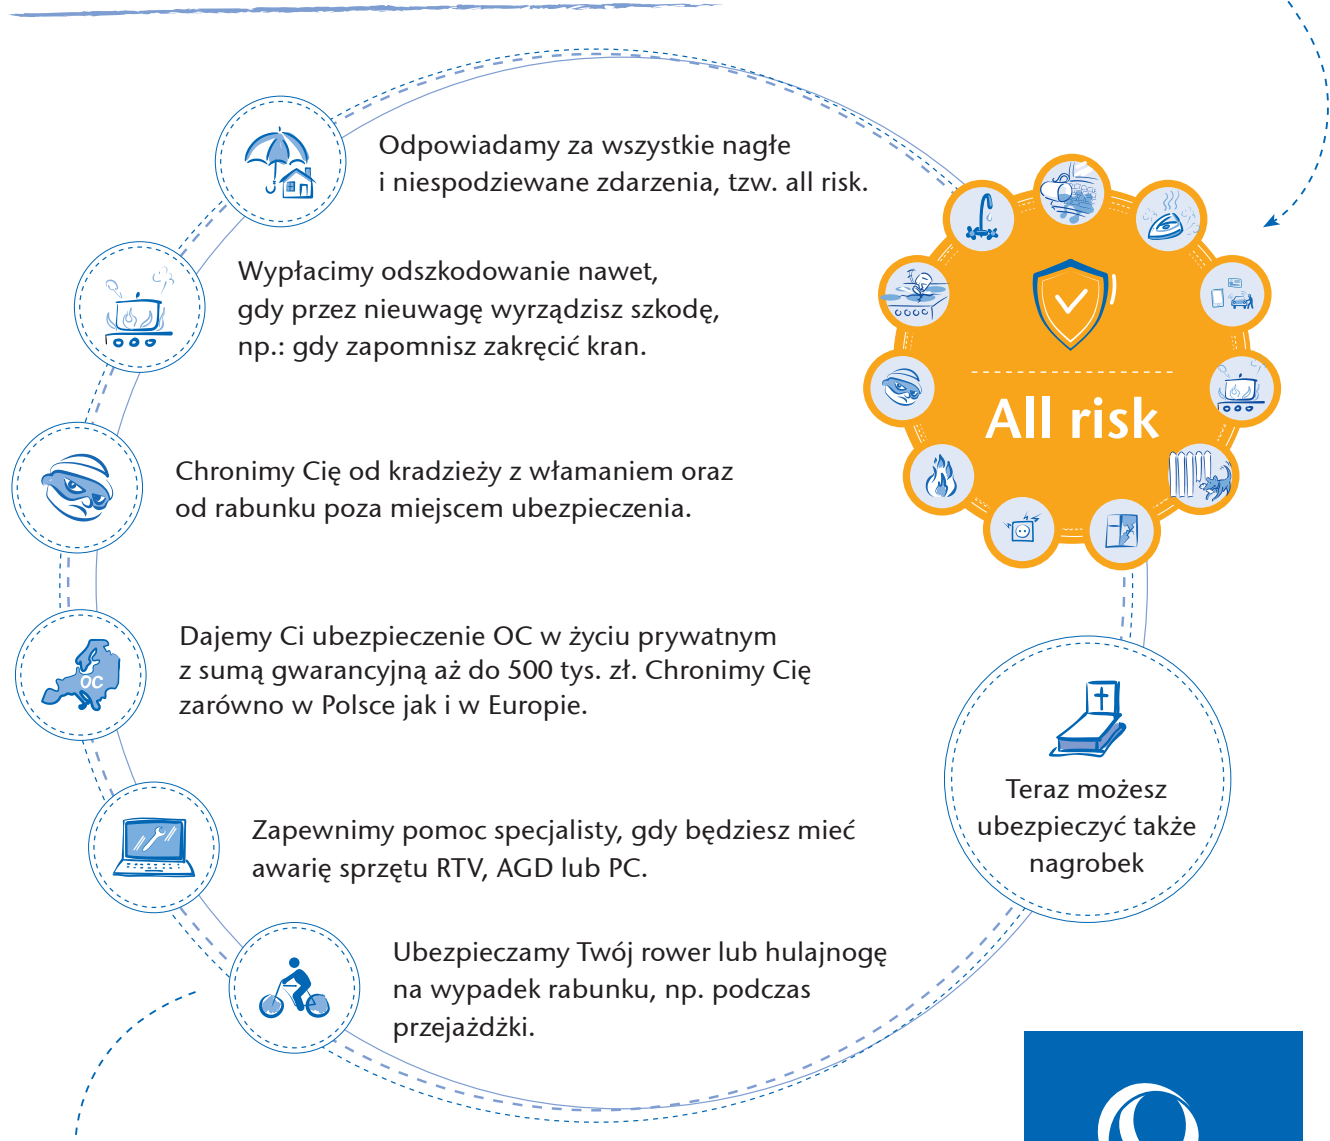 Odpowiadamy za wszystkie nagłe
i niespodziewane zdarzenia, tzw. all risk.
Wypłacimy odszkodowanie nawet,
gdy przez nieuwagę wyrządzisz szkodę,
np.: gdy zapomnisz zakręcić kran.
All risk
Chronimy Cię od kradzieży z włamaniem oraz
od rabunku poza miejscem ubezpieczenia.
Dajemy Ci ubezpieczenie OC w życiu prywatnym
z sumą gwarancyjną aż do 500 tys. zł. Chronimy Cię
zarówno w Polsce jak i w Europie.
OC
Teraz możesz
ubezpieczyć także
nagrobek
Zapewnimy pomoc specjalisty, gdy będziesz mieć
awarię sprzętu RTV, AGD lub PC.
Ubezpieczamy Twój rower lub hulajnogę
na wypadek rabunku, np. podczas
przejażdżki.